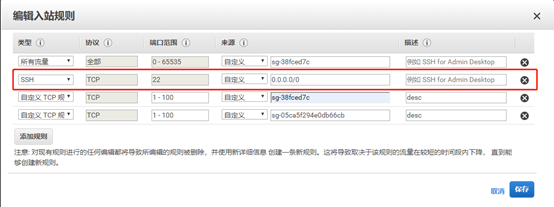 编辑入站规则
类型 协议 端口范围 来源 描述
所有流量 全部 0 - 65535 自定义 sg-38fced7c 例如 SSH for Admin Desktop
SSH TCP 22 自定义 0.0.0.0/0 例如 SSH for Admin Desktop
自定义 TCP 规 TCP 1 - 100 自定义 sg-38fced7c desc
自定义 TCP 规 TCP 1 - 100 自定义 sg-05ca5f294e0db66cb desc
添加规则
注意: 对现有规则进行的任何编辑都将导致所编辑的规则被删除，并使用新详细信息 创建一条新规则。这将导致取决于该规则的流量在较短的时间段内下降， 直到能
够创建新规则。
取消 保存